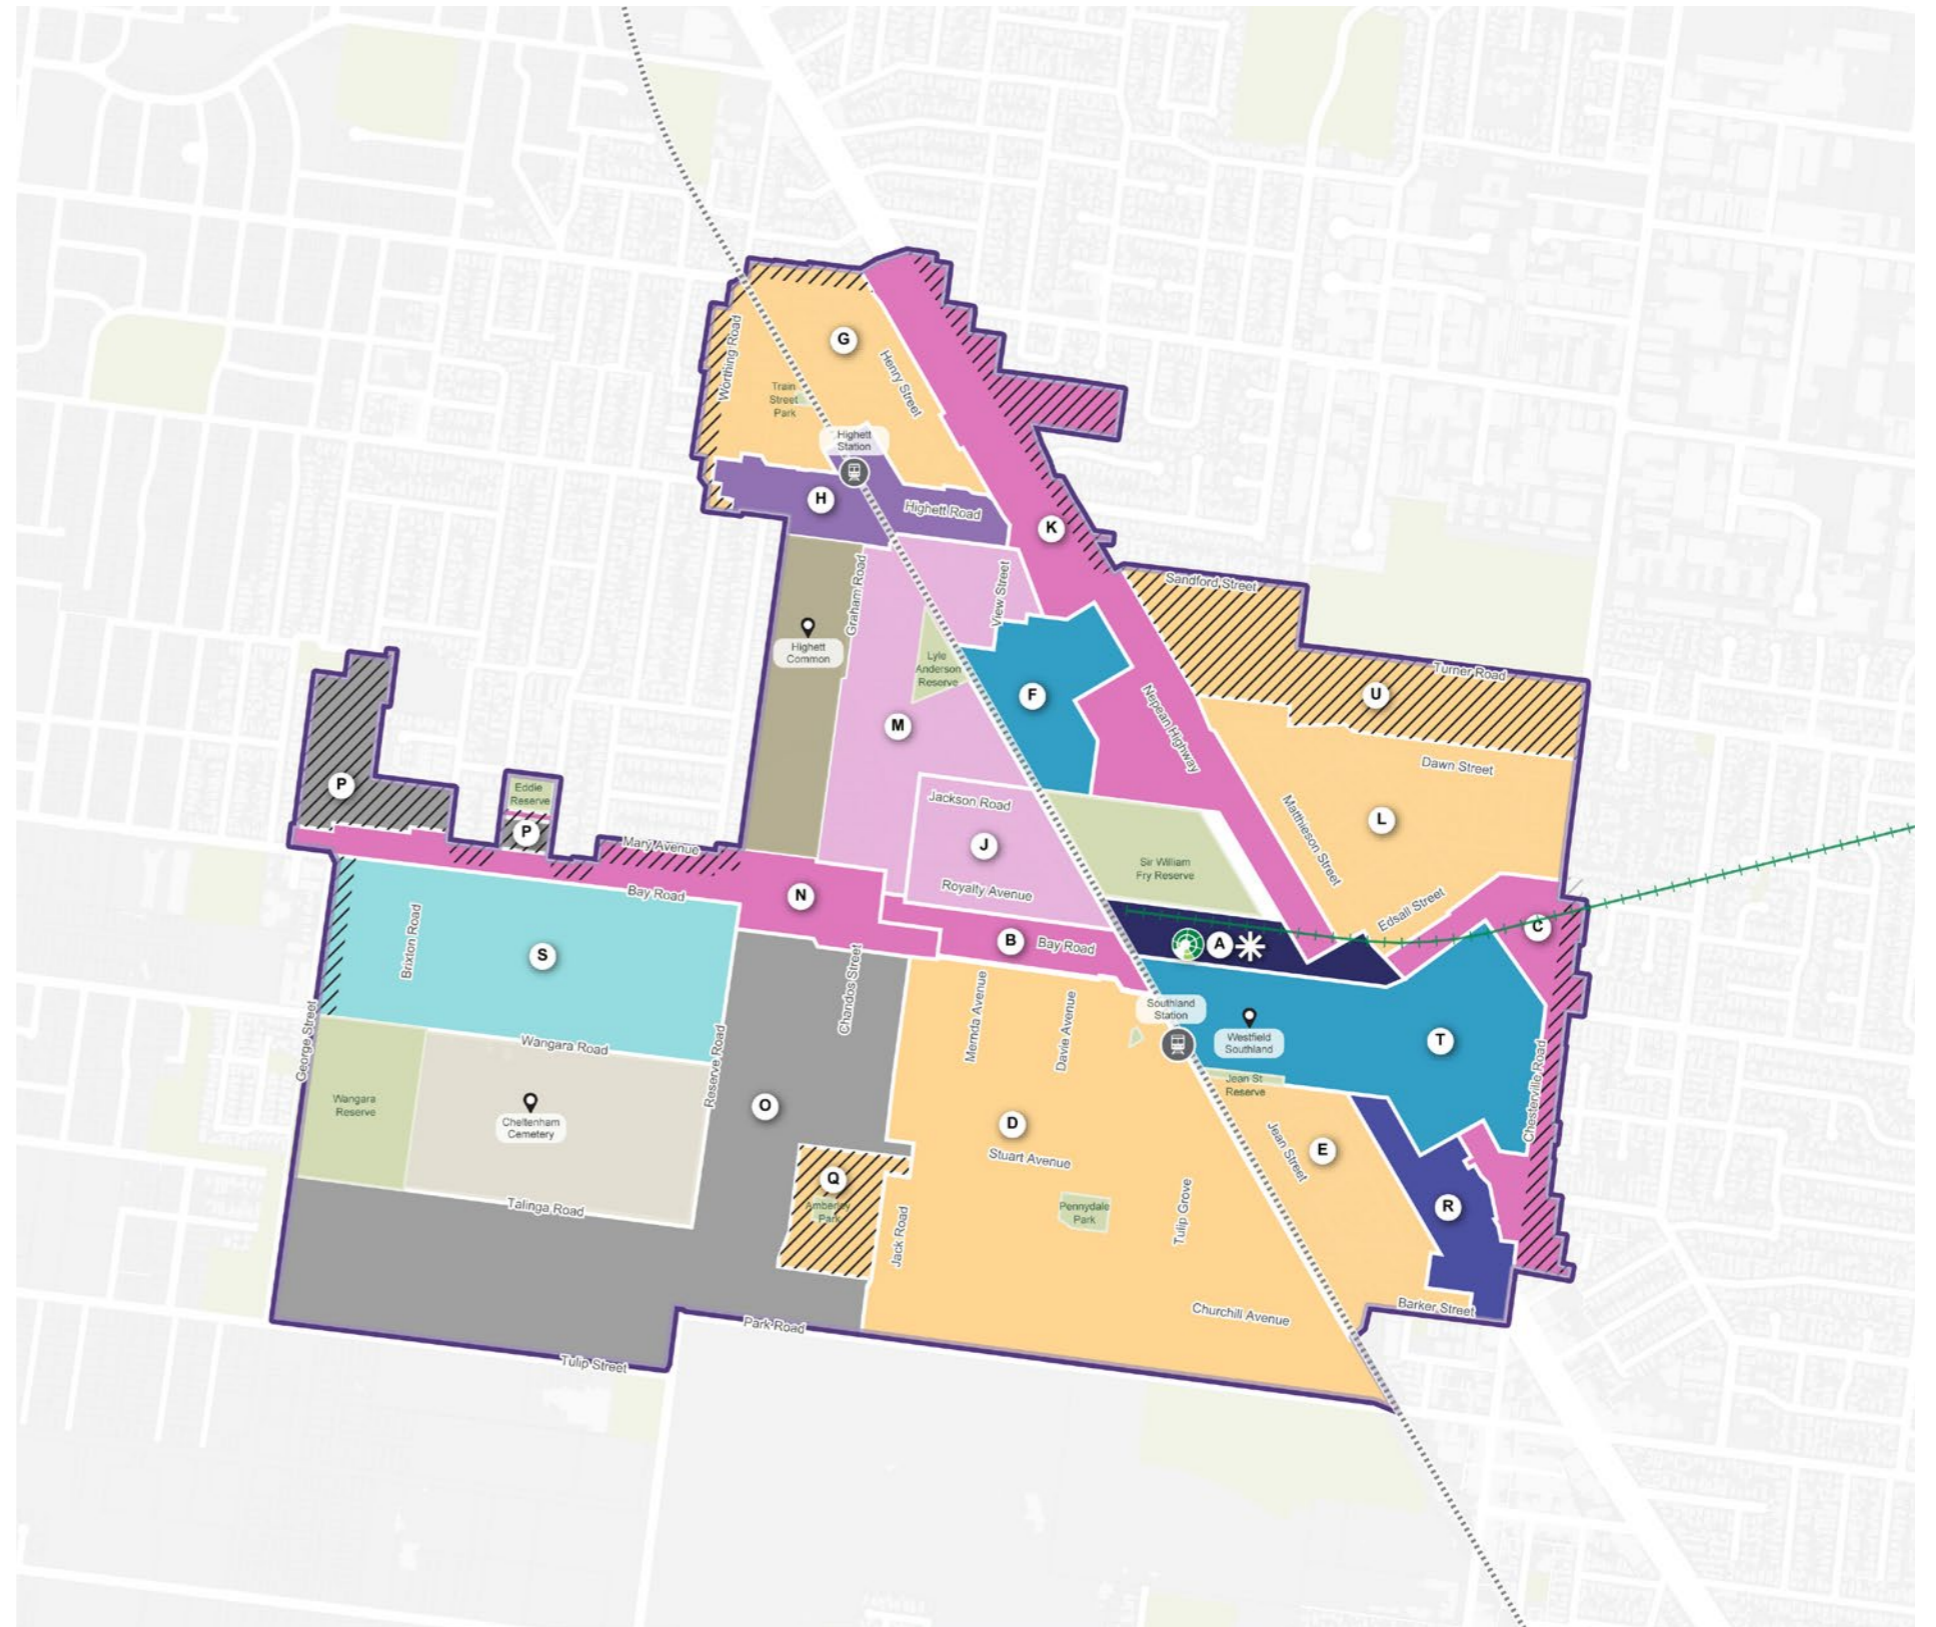 G
Worthing Road
Henry Street
Train
Street
Park
Highett
Station
H
Highett Road
K
Sandford Street
Graham Road
View Street
Highett
Common
Lyle
Anderson
Reserve
F
Turner Road
U
M
Nepean Highway
Dawn Street
P
Eddie
Reserve
P
Jackson Road
Matthieson Street
L
Mary Avenue
J
Sir William
Fry Reserve
Bay Road
N
Royalty Avenue
Edsall Street
C
Brixton Road
S
B
Bay Road
A
Chandos Street
Merinda Avenue
Davie Avenue
Southland
Station
Westfield
Southland
T
George Street
Wangara Road
Reserve Road
Jean St
Reserve
Chesterville Road
Wangara
Reserve
Cheltenham
Cemetery
O
D
Stuart Avenue
Jean Street
E
Q
Amberley
Park
Talinga Road
Jack Road
Pennydale
Park
Tulip Grove
R
Churchill Avenue
Barker Street
Park Road
Tulip Street